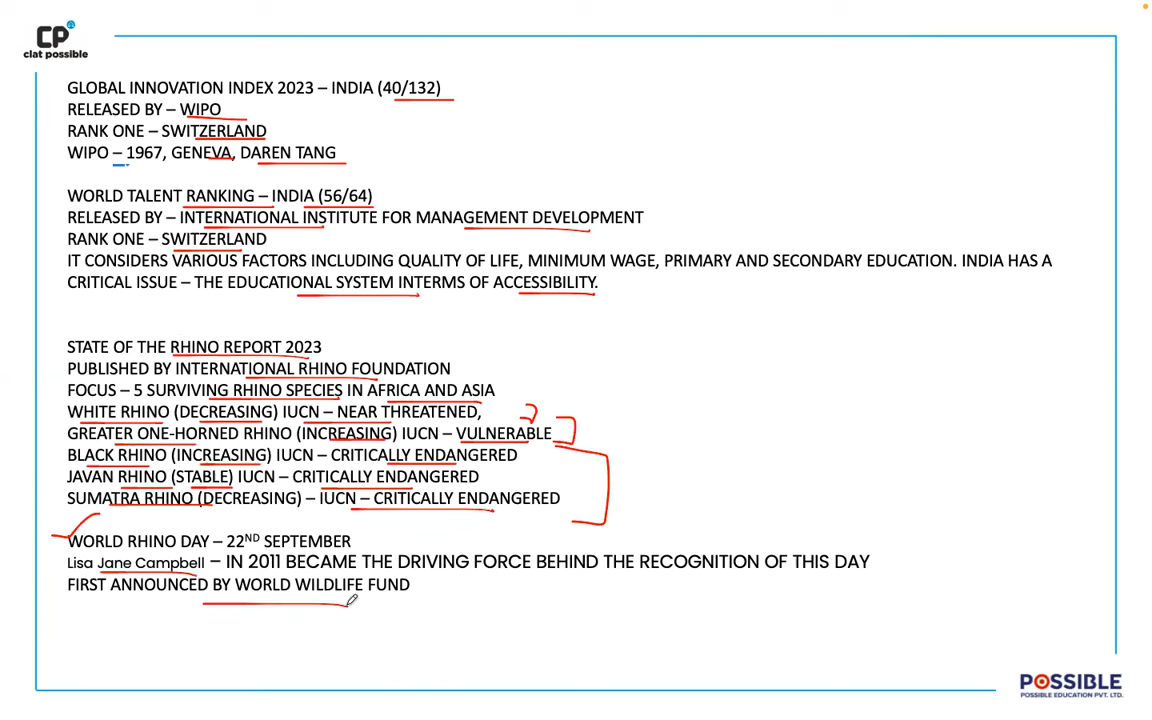 CP
clat possible
GLOBAL INNOVATION INDEX 2023 – INDIA (40/132)
RELEASED BY – WIPO
RANK ONE – SWITZERLAND
WIPO – 1967, GENEVA, DAREN TANG
WORLD TALENT RANKING – INDIA (56/64)
RELEASED BY – INTERNATIONAL INSTITUTE FOR MANAGEMENT DEVELOPMENT
RANK ONE – SWITZERLAND
IT CONSIDERS VARIOUS FACTORS INCLUDING QUALITY OF LIFE, MINIMUM WAGE, PRIMARY AND SECONDARY EDUCATION. INDIA HAS A
CRITICAL ISSUE – THE EDUCATIONAL SYSTEM INTERMS OF ACCESSIBILITY.
STATE OF THE RHINO REPORT 2023
PUBLISHED BY INTERNATIONAL RHINO FOUNDATION
FOCUS – 5 SURVIVING RHINO SPECIES IN AFRICA AND ASIA
WHITE RHINO (DECREASING) IUCN – NEAR THREATENED,
GREATER ONE-HORNED RHINO (INCREASING) IUCN – VULNERABLE
BLACK RHINO (INCREASING) IUCN – CRITICALLY ENDANGERED
JAVAN RHINO (STABLE) IUCN – CRITICALLY ENDANGERED
SUMATRA RHINO (DECREASING) – IUCN – CRITICALLY ENDANGERED
WORLD RHINO DAY – 22ND SEPTEMBER
Lisa Jane Campbell – IN 2011 BECAME THE DRIVING FORCE BEHIND THE RECOGNITION OF THIS DAY
FIRST ANNOUNCED BY WORLD WILDLIFE FUND
POSSIBLE
POSSIBLE EDUCATION PVT. LTD.